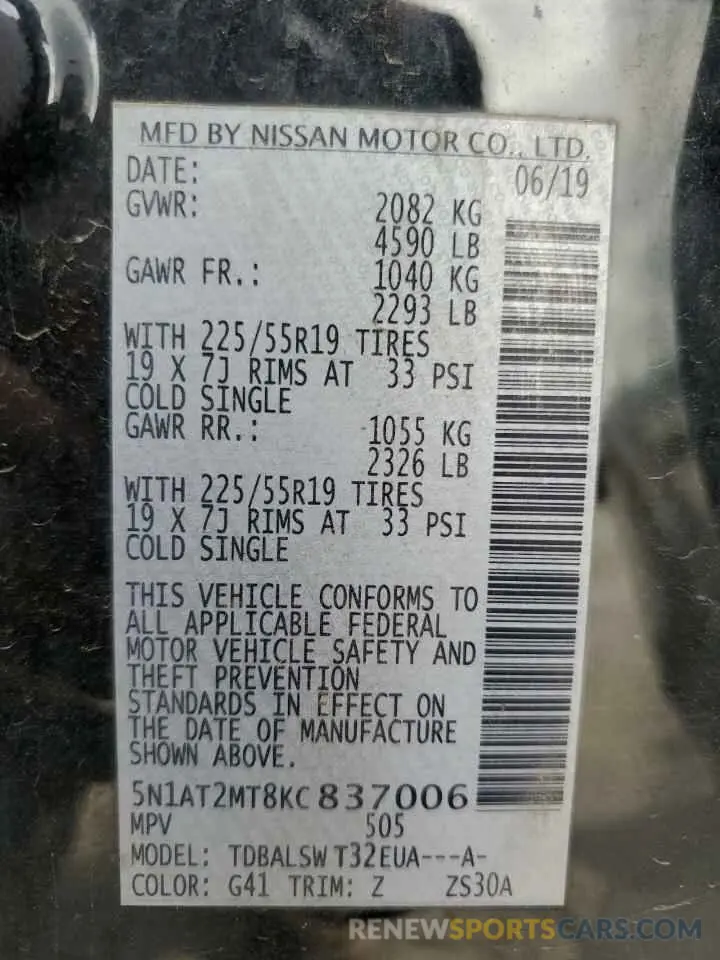 MFD BY NISSAN MOTOR CO., LTD.
DATE: 06/19
GVWR: 2082 KG
4590 LB
GAWR FR.: 1040 KG
2293 LB
WITH 225/55R19 TIRES
19 X 7J RIMS AT 33 PSI
COLD SINGLE
GAWR RR.: 1055 KG
2326 LB
WITH 225/55R19 TIRES
19 X 7J RIMS AT 33 PSI
COLD SINGLE
THIS VEHICLE CONFORMS TO
ALL APPLICABLE FEDERAL
MOTOR VEHICLE SAFETY AND
THEFT PREVENTION
STANDARDS IN EFFECT ON
THE DATE OF MANUFACTURE
SHOWN ABOVE.
5N1AT2MT8KC837006
MPV 505
MODEL: TDBALSW T32EUA---A-
COLOR: G41 TRIM: Z ZS30A
RENEWSPORTSCARS.COM